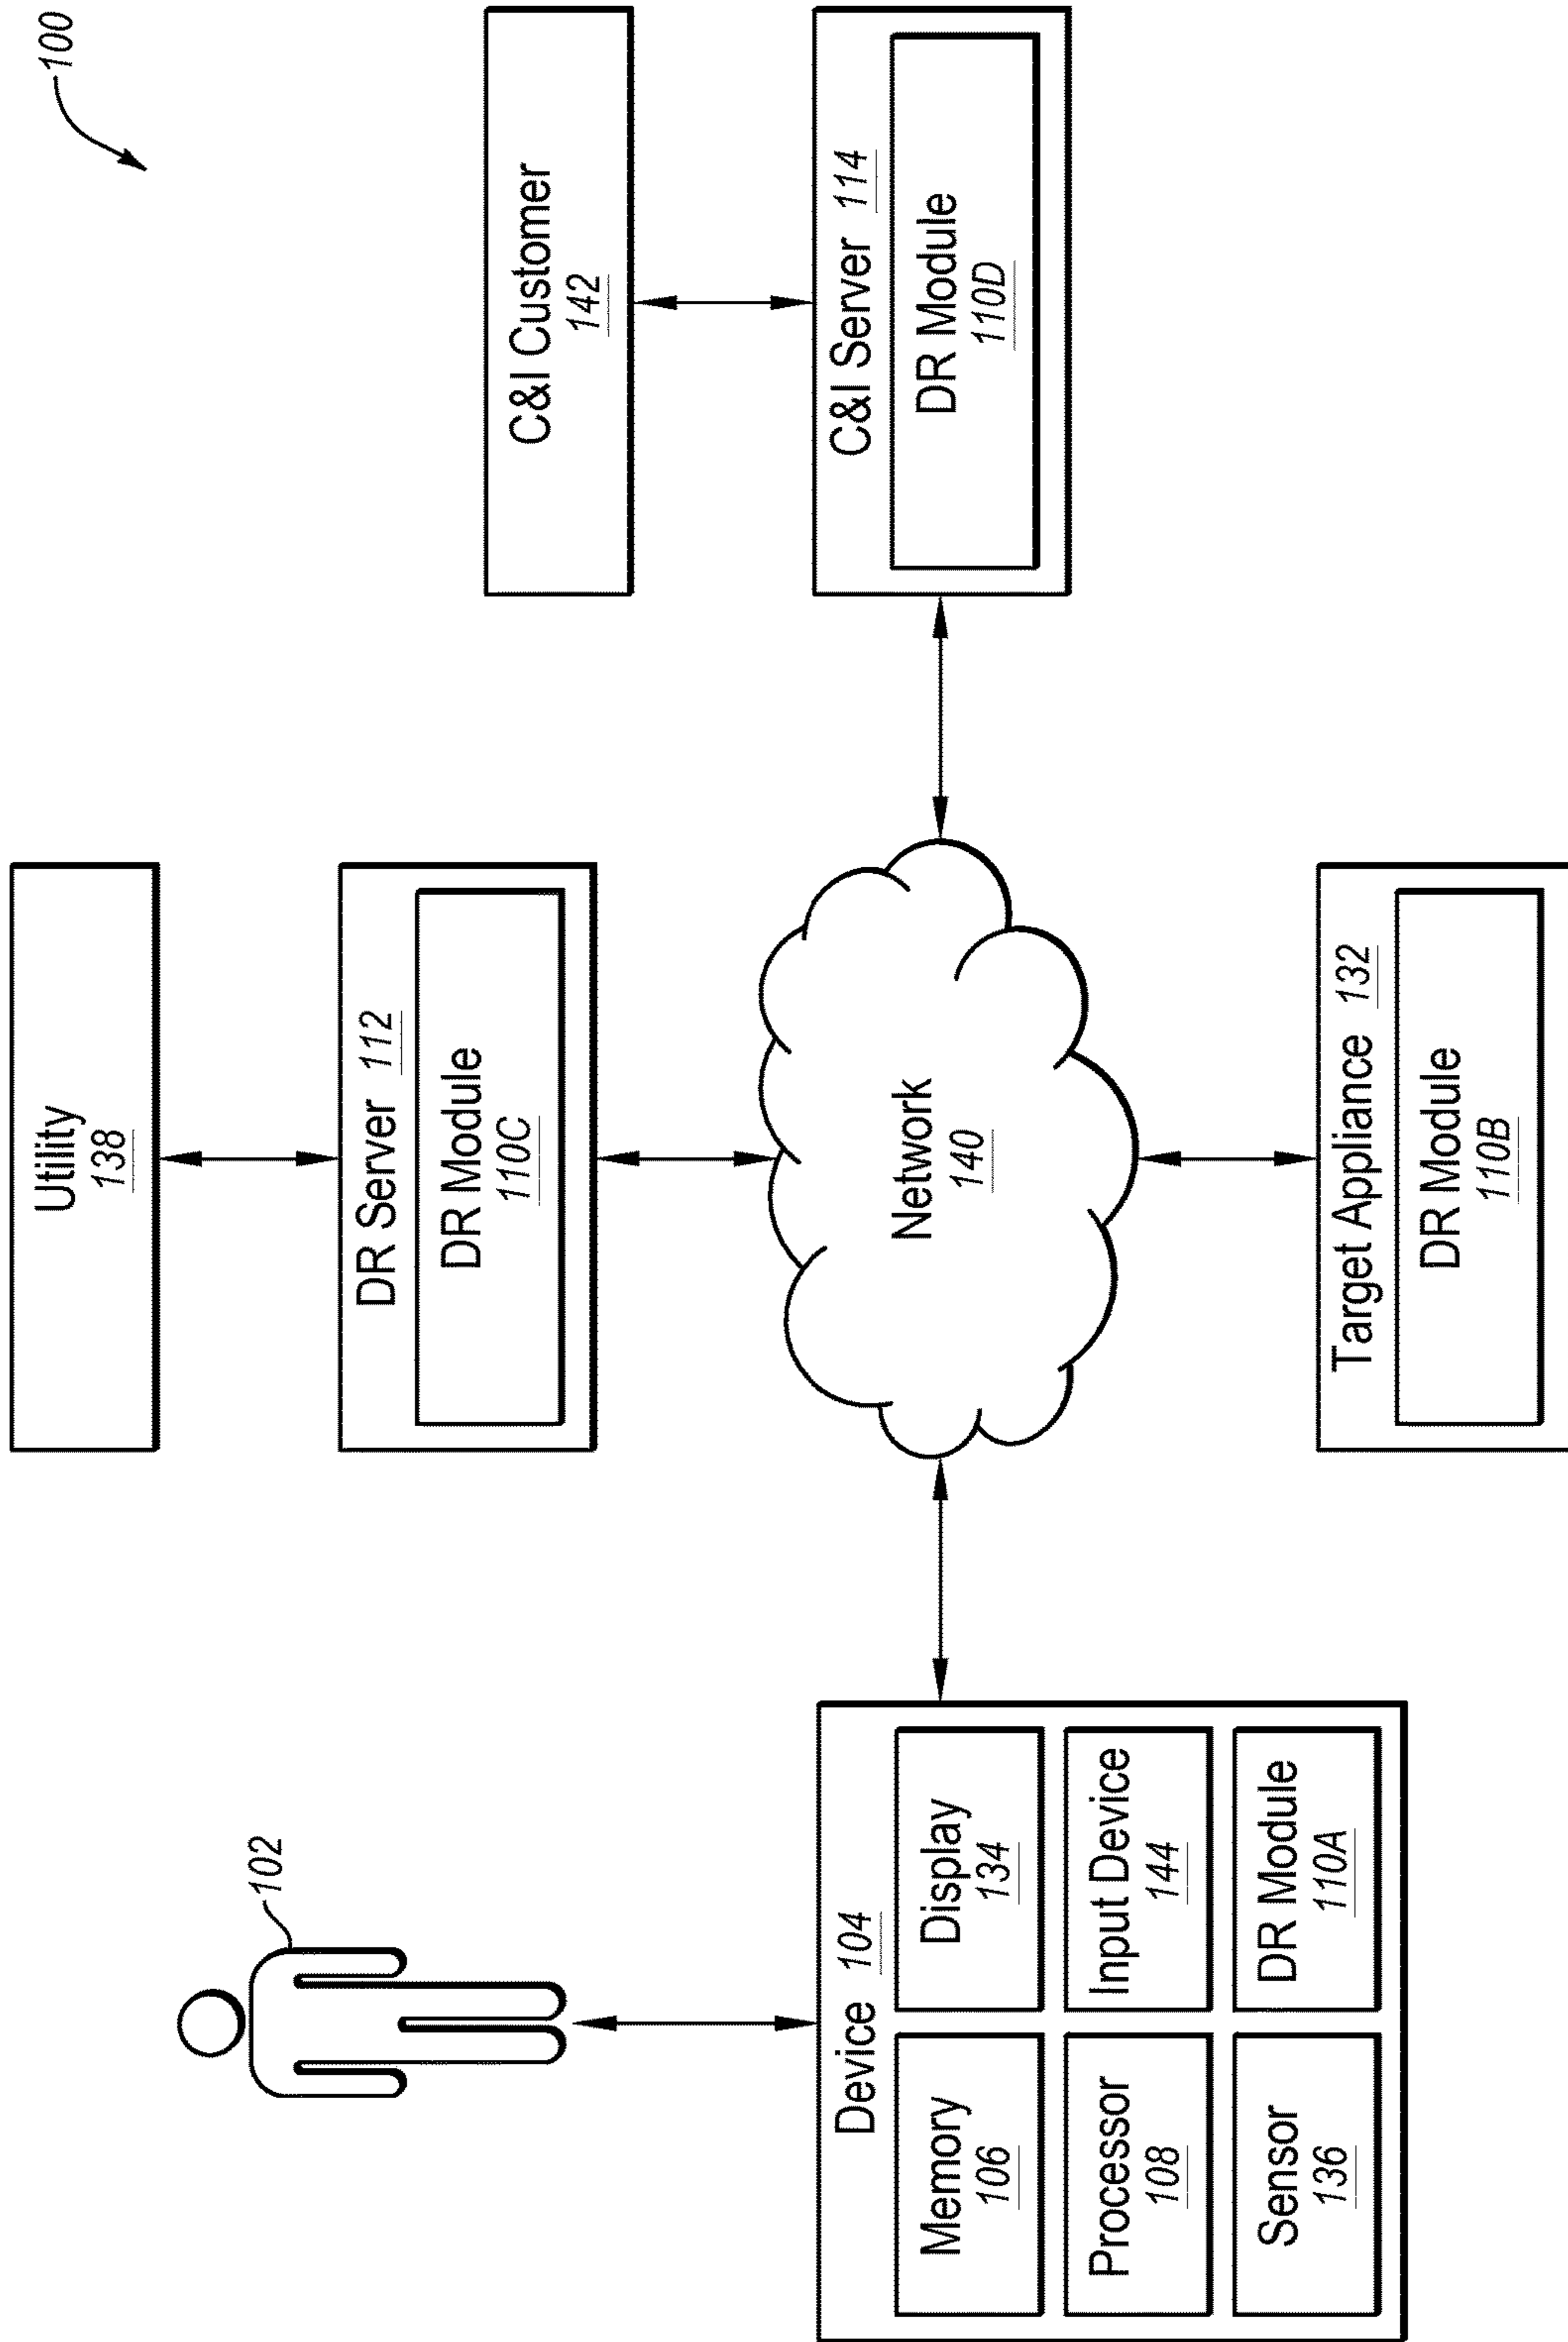 100
Utility
138
C&I Customer
142
102
DR Server 112
DR Module
110C
C&I Server 114
DR Module
110D
Device 104
Memory
106
Display
134
Processor
108
Input Device
144
Sensor
136
DR Module
110A
Network
140
Target Appliance 132
DR Module
110B